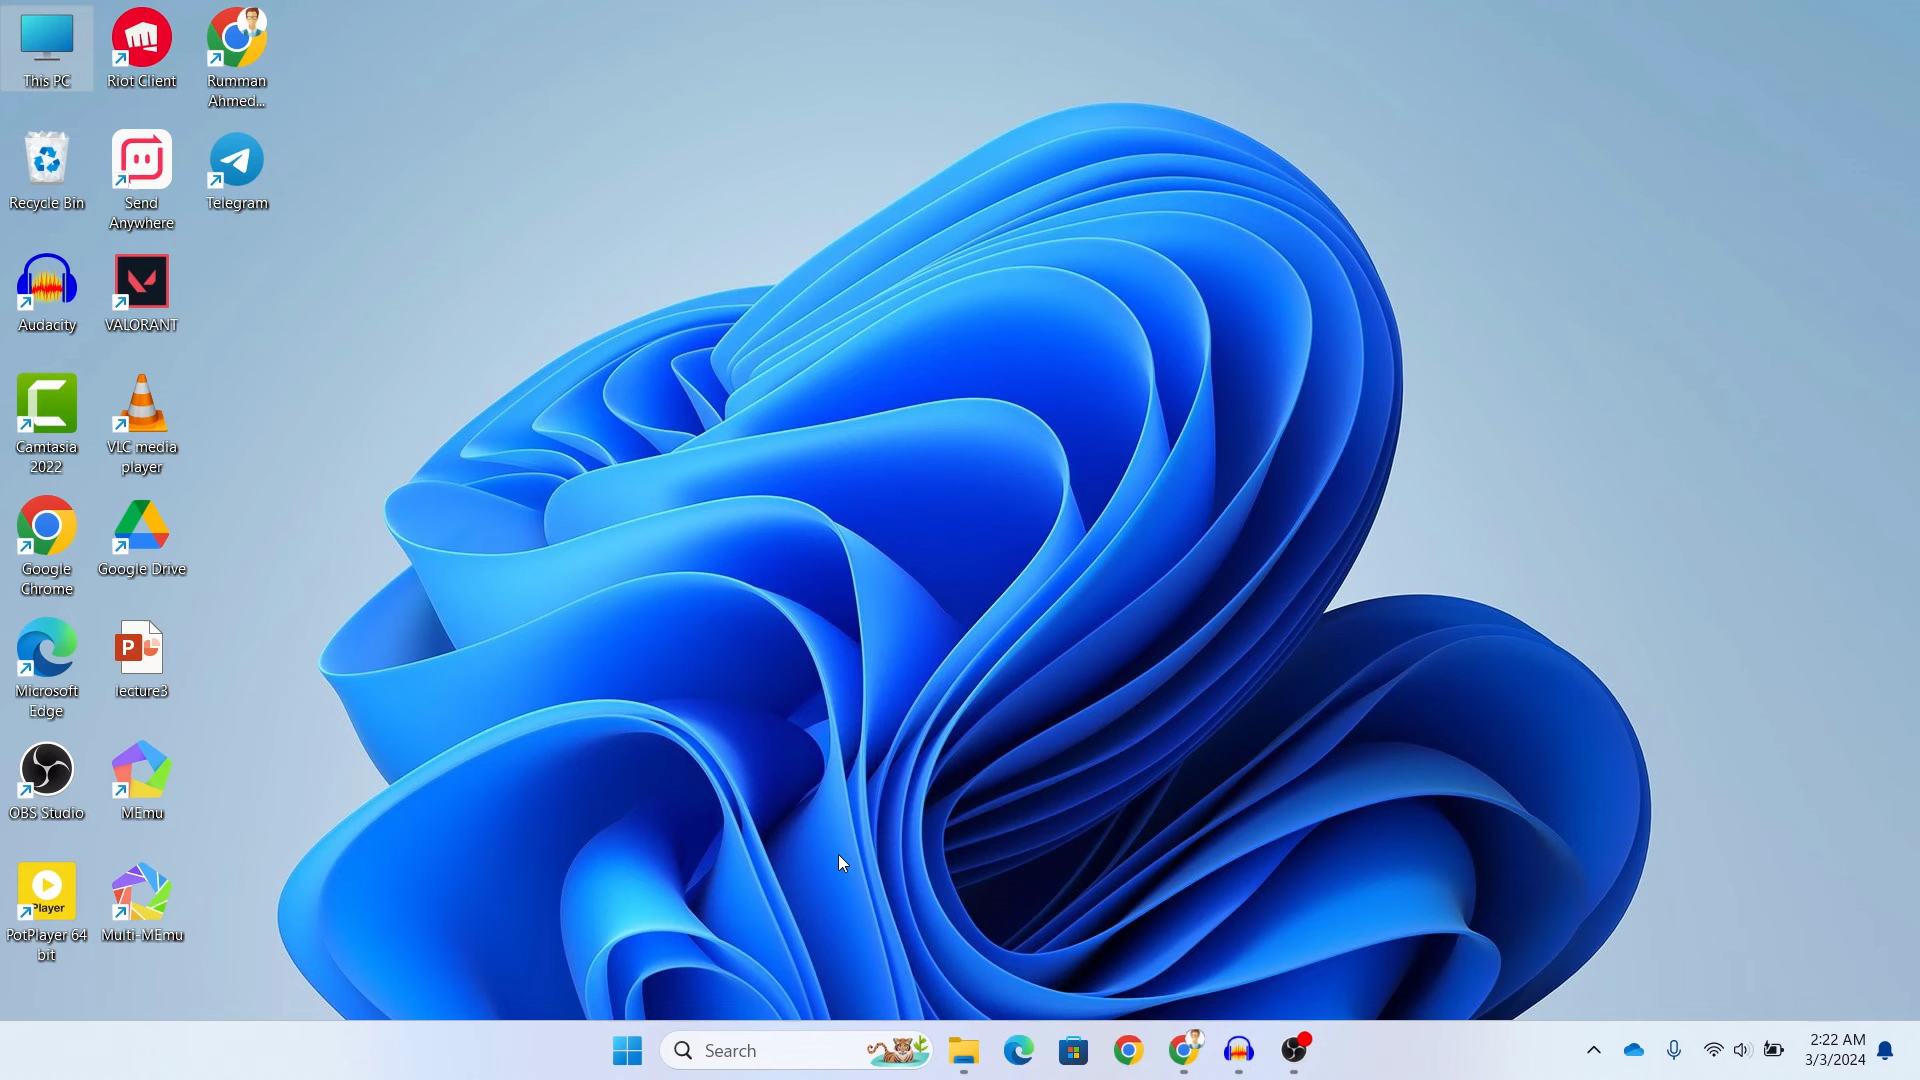 This PC
Riot Client
Rumman
Ahmed...
Recycle Bin
Send
Anywhere
Telegram
Audacity
VALORANT
Camtasia
2022
VLC media
player
Google
Chrome
Google Drive
Microsoft
Edge
P
lecture3
OBS Studio
MEmu
Player
PotPlayer 64
bit
Multi-MEmu
Search
2:22 AM
3/3/2024